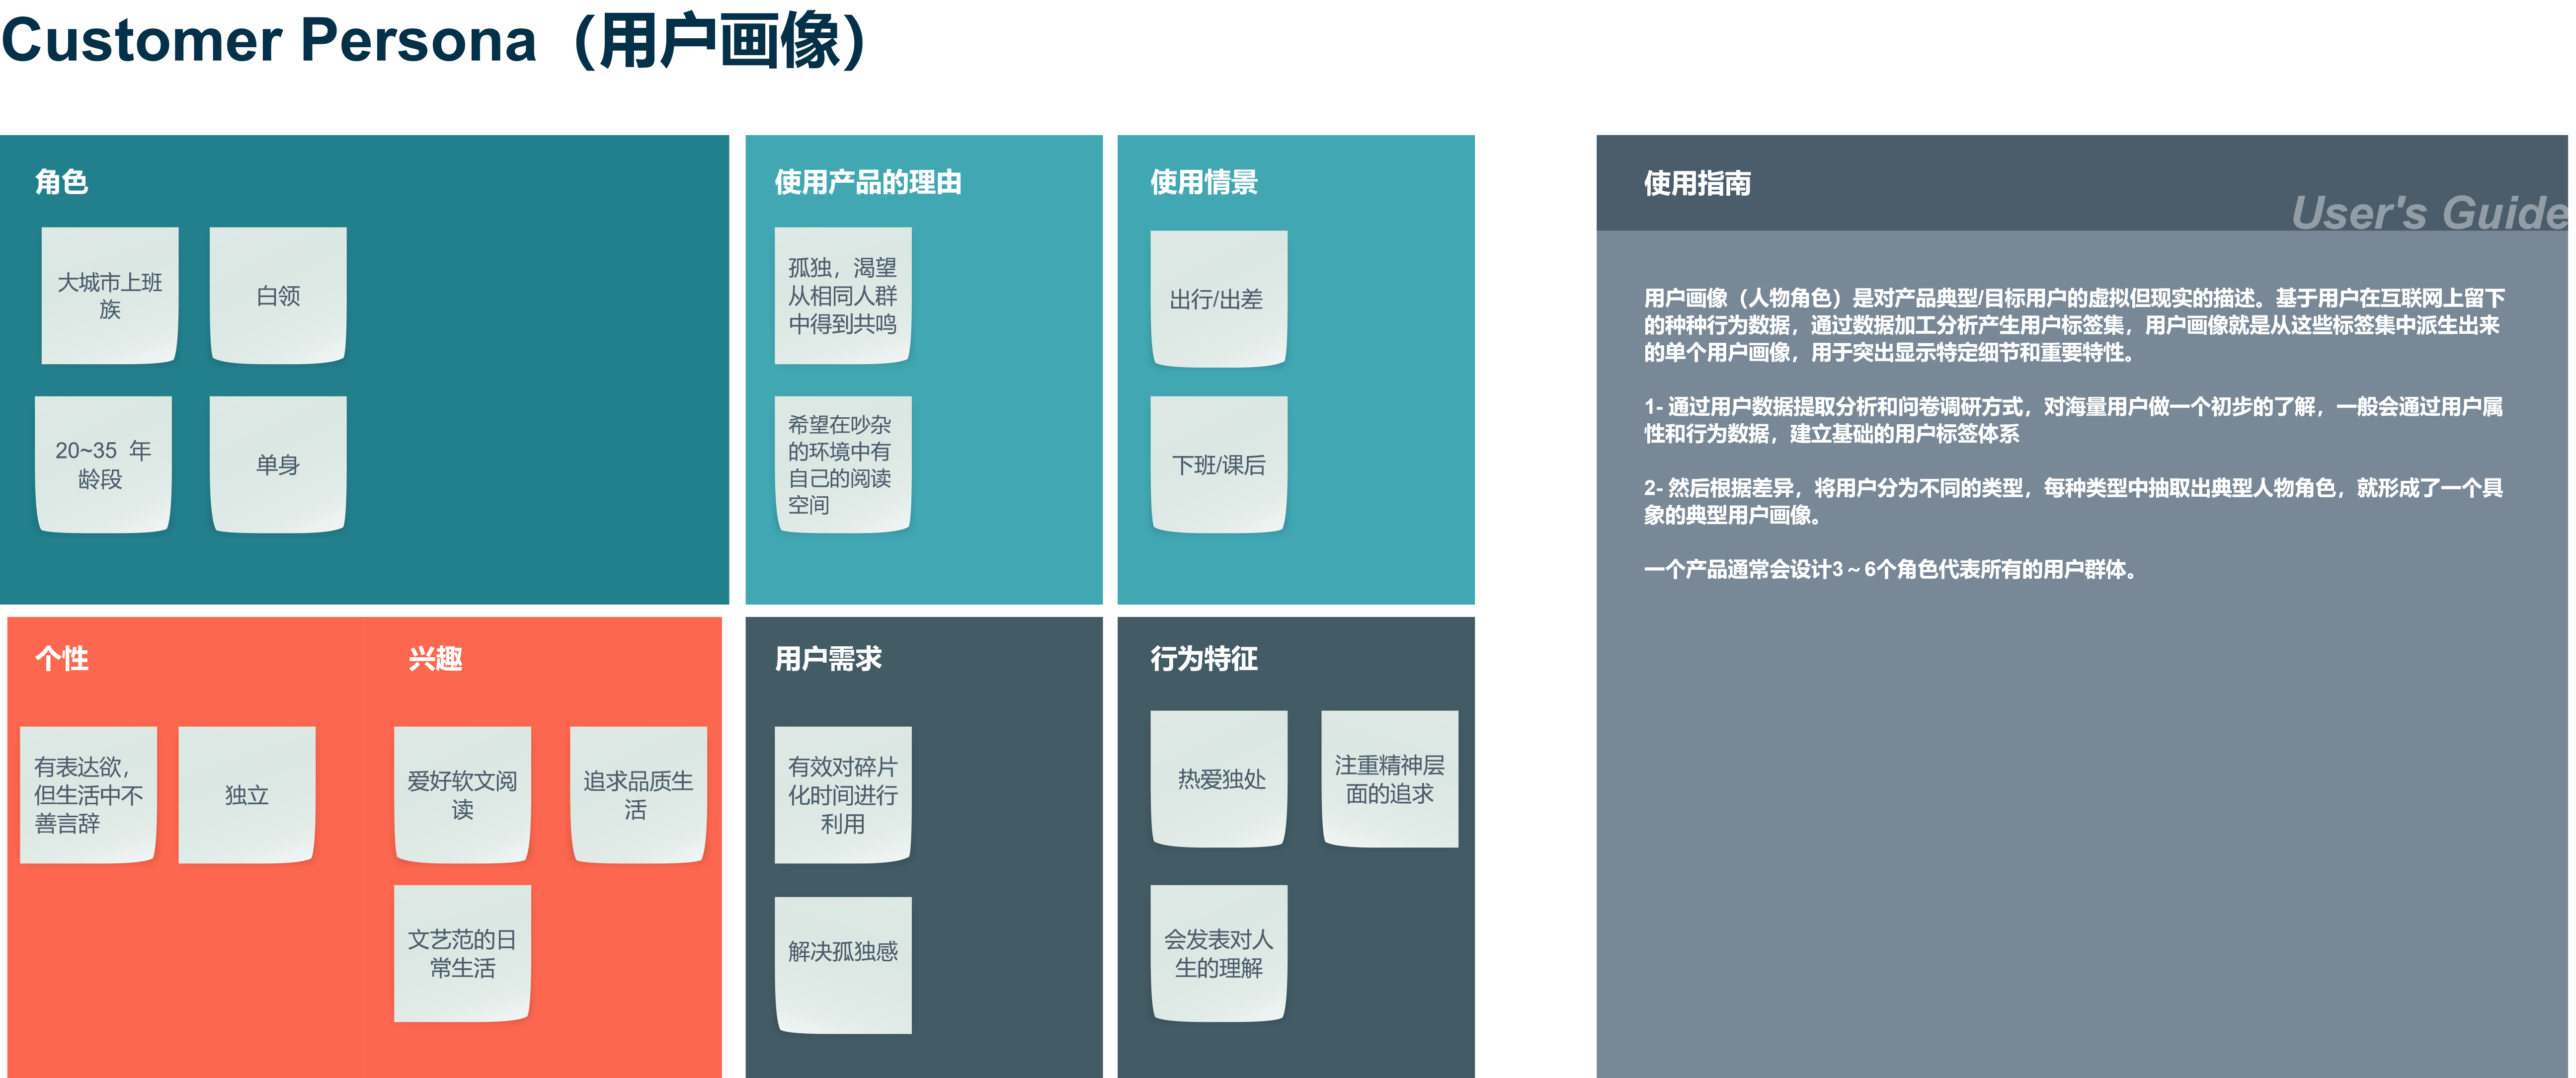 Customer Persona（用户画像）
角色
大城市上班
族
白领
20~35 年
龄段
单身
使用产品的理由
孤独，渴望
从相同人群
中得到共鸣
希望在吵杂
的环境中有
自己的阅读
空间
使用情景
出行/出差
下班/课后
个性
有表达欲，
但生活中不
善言辞
独立
兴趣
爱好软文阅
读
追求品质生
活
文艺范的日
常生活
用户需求
有效对碎片
化时间进行
利用
解决孤独感
行为特征
热爱独处
注重精神层
面的追求
会发表对人
生的理解
使用指南
User's Guide
用户画像（人物角色）是对产品典型/目标用户的虚拟但现实的描述。基于用户在互联网上留下
的种种行为数据，通过数据加工分析产生用户标签集，用户画像就是从这些标签集中派生出来
的单个用户画像，用于突出显示特定细节和重要特性。
1- 通过用户数据提取分析和问卷调研方式，对海量用户做一个初步的了解，一般会通过用户属
性和行为数据，建立基础的用户标签体系
2- 然后根据差异，将用户分为不同的类型，每种类型中抽取出典型人物角色，就形成了一个具
象的典型用户画像。
一个产品通常会设计3～6个角色代表所有的用户群体。